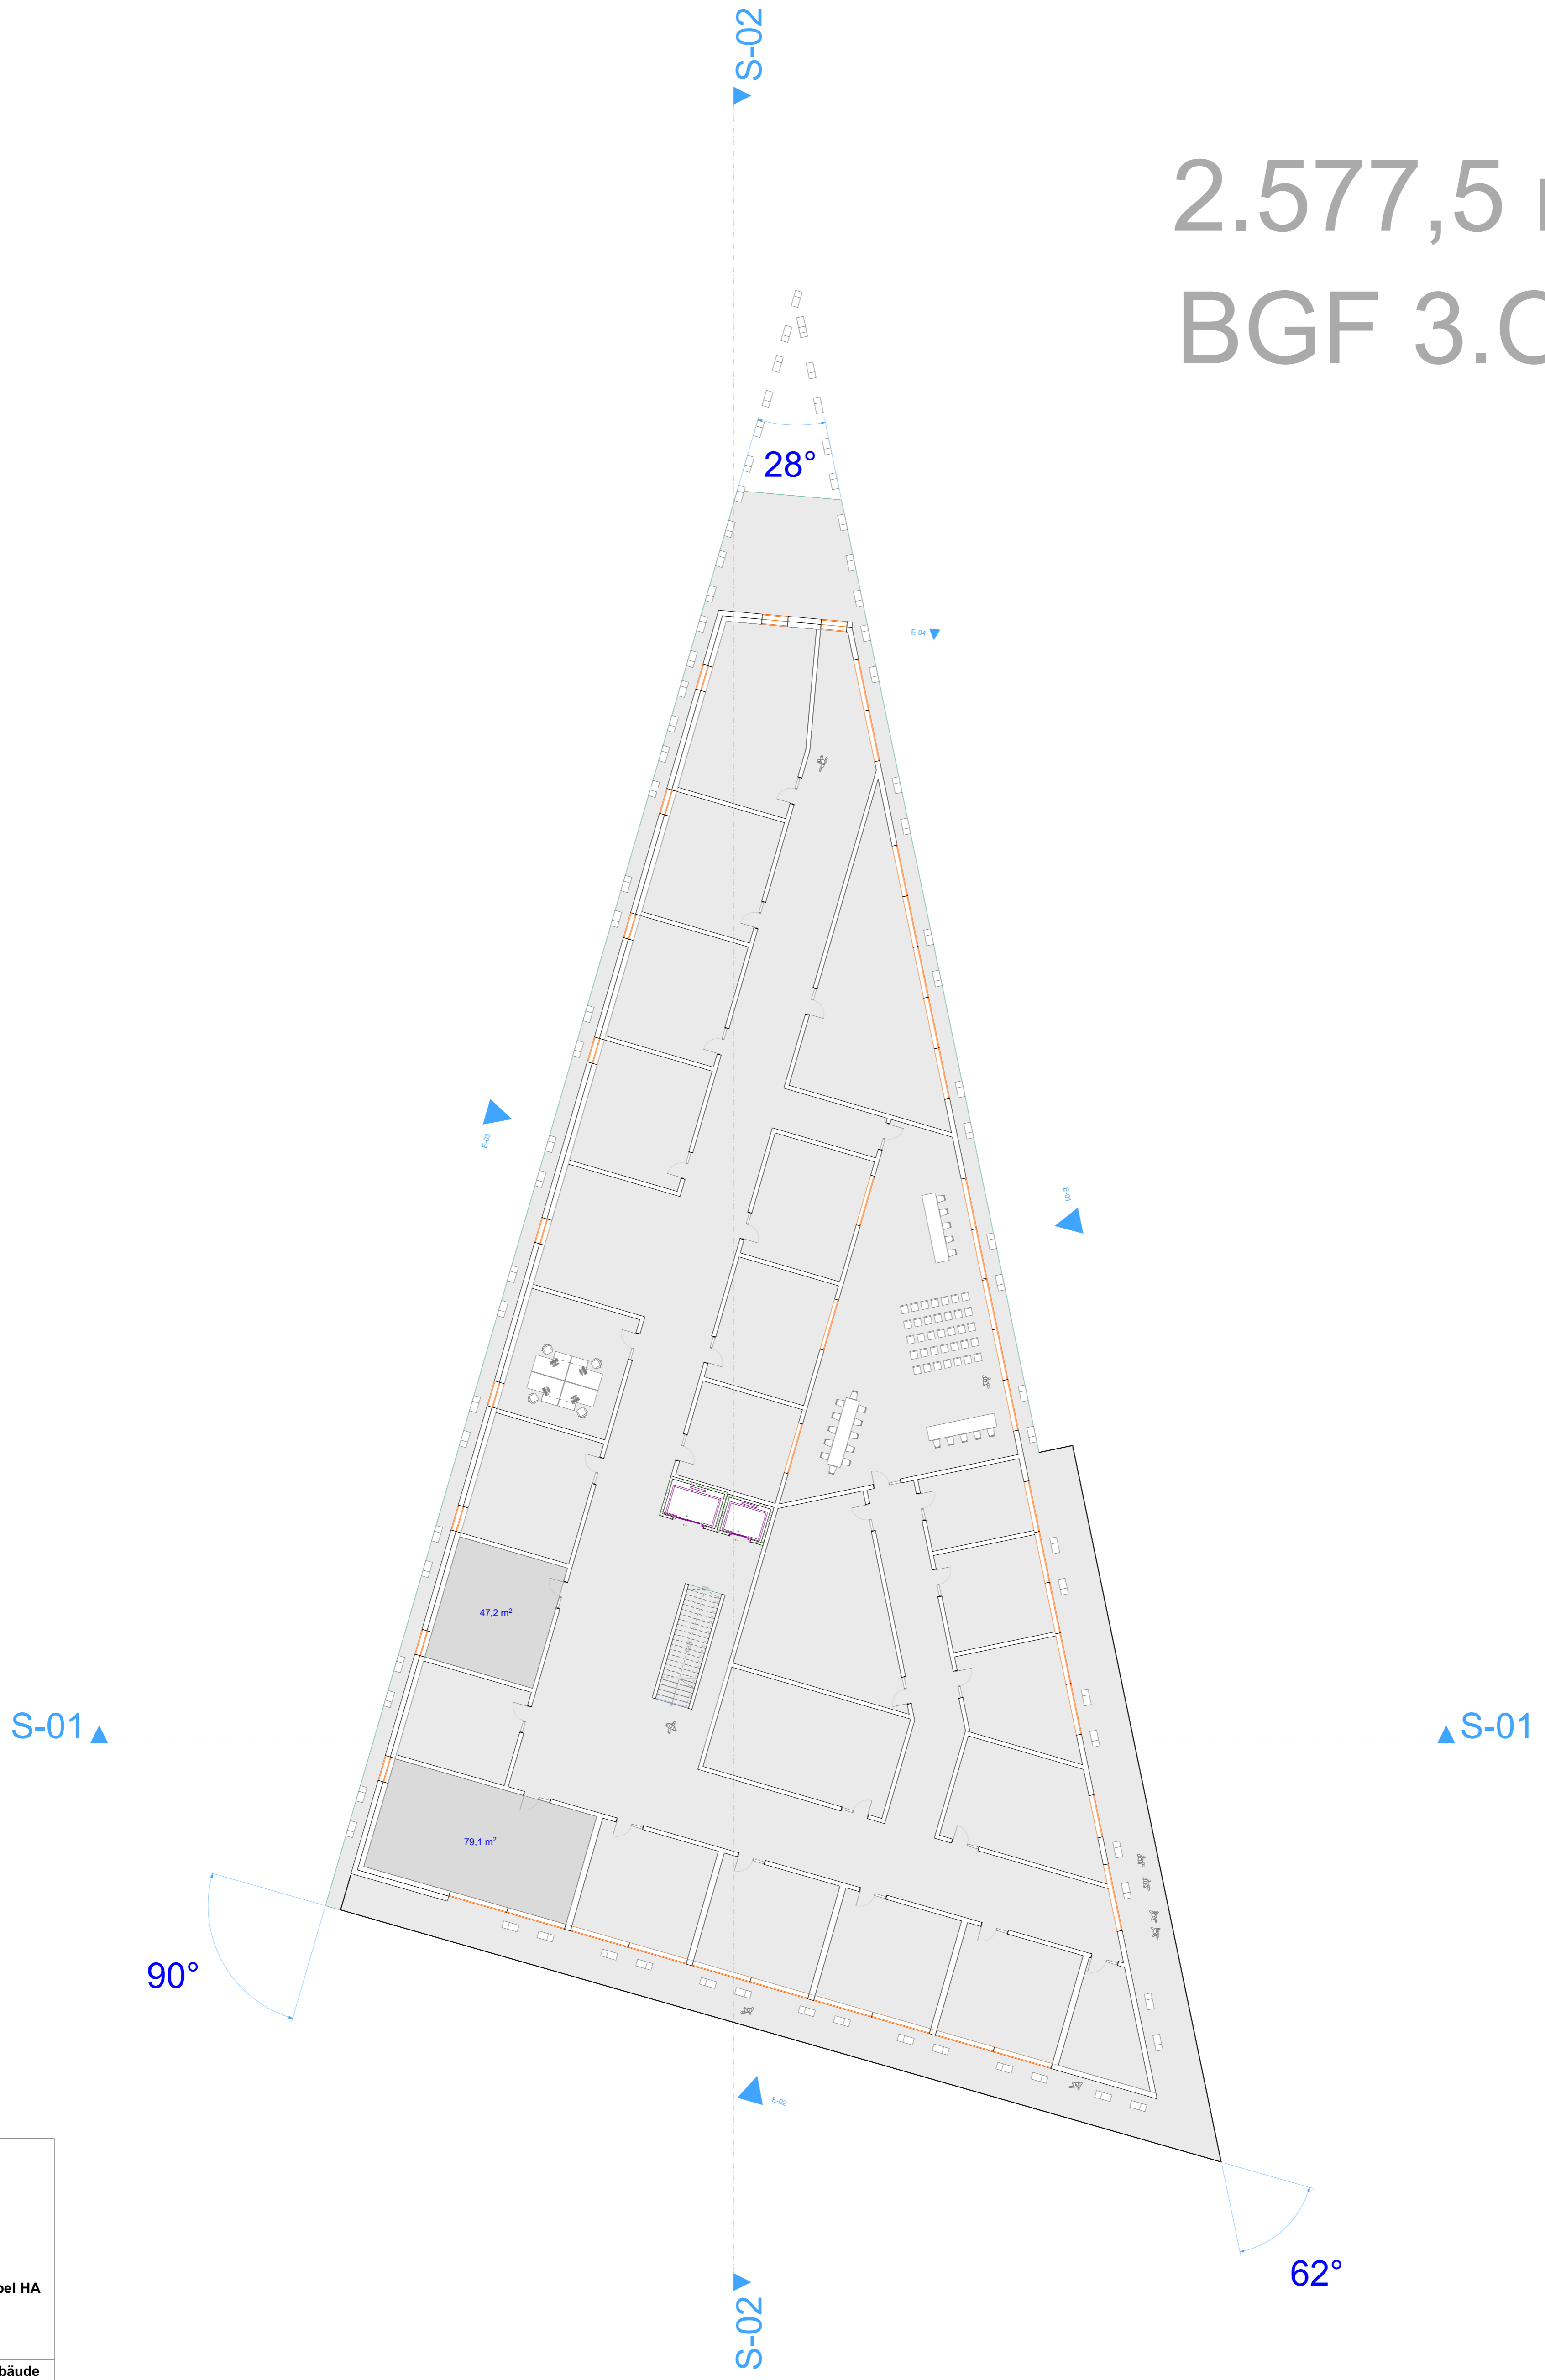 S-02
2.577,5
BGF 3.
28°
E-04
E-03
E-01
47,2 m²
S-01
S-01
79,1 m²
90°
E-02
62°
S-02
pel HA
bäude